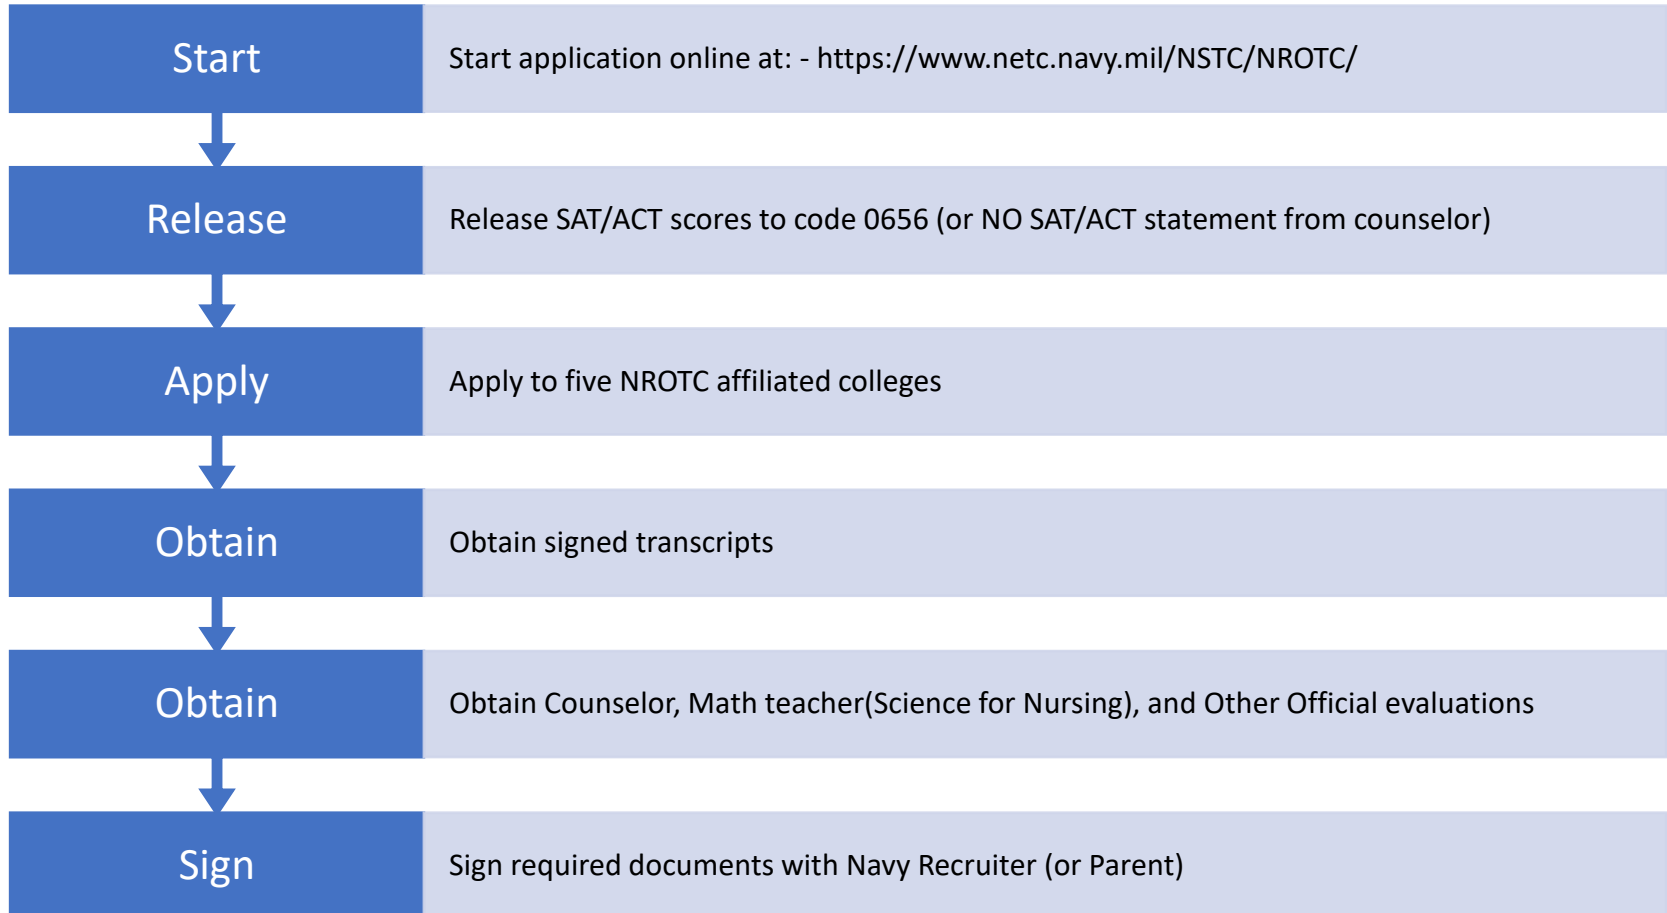 Start
Start application online at: - https://www.netc.navy.mil/NSTC/NROTC/
Release
Release SAT/ACT scores to code 0656 (or NO SAT/ACT statement from counselor)
Apply
Apply to five NROTC affiliated colleges
Obtain
Obtain signed transcripts
Obtain
Obtain Counselor, Math teacher(Science for Nursing), and Other Official evaluations
Sign
Sign required documents with Navy Recruiter (or Parent)